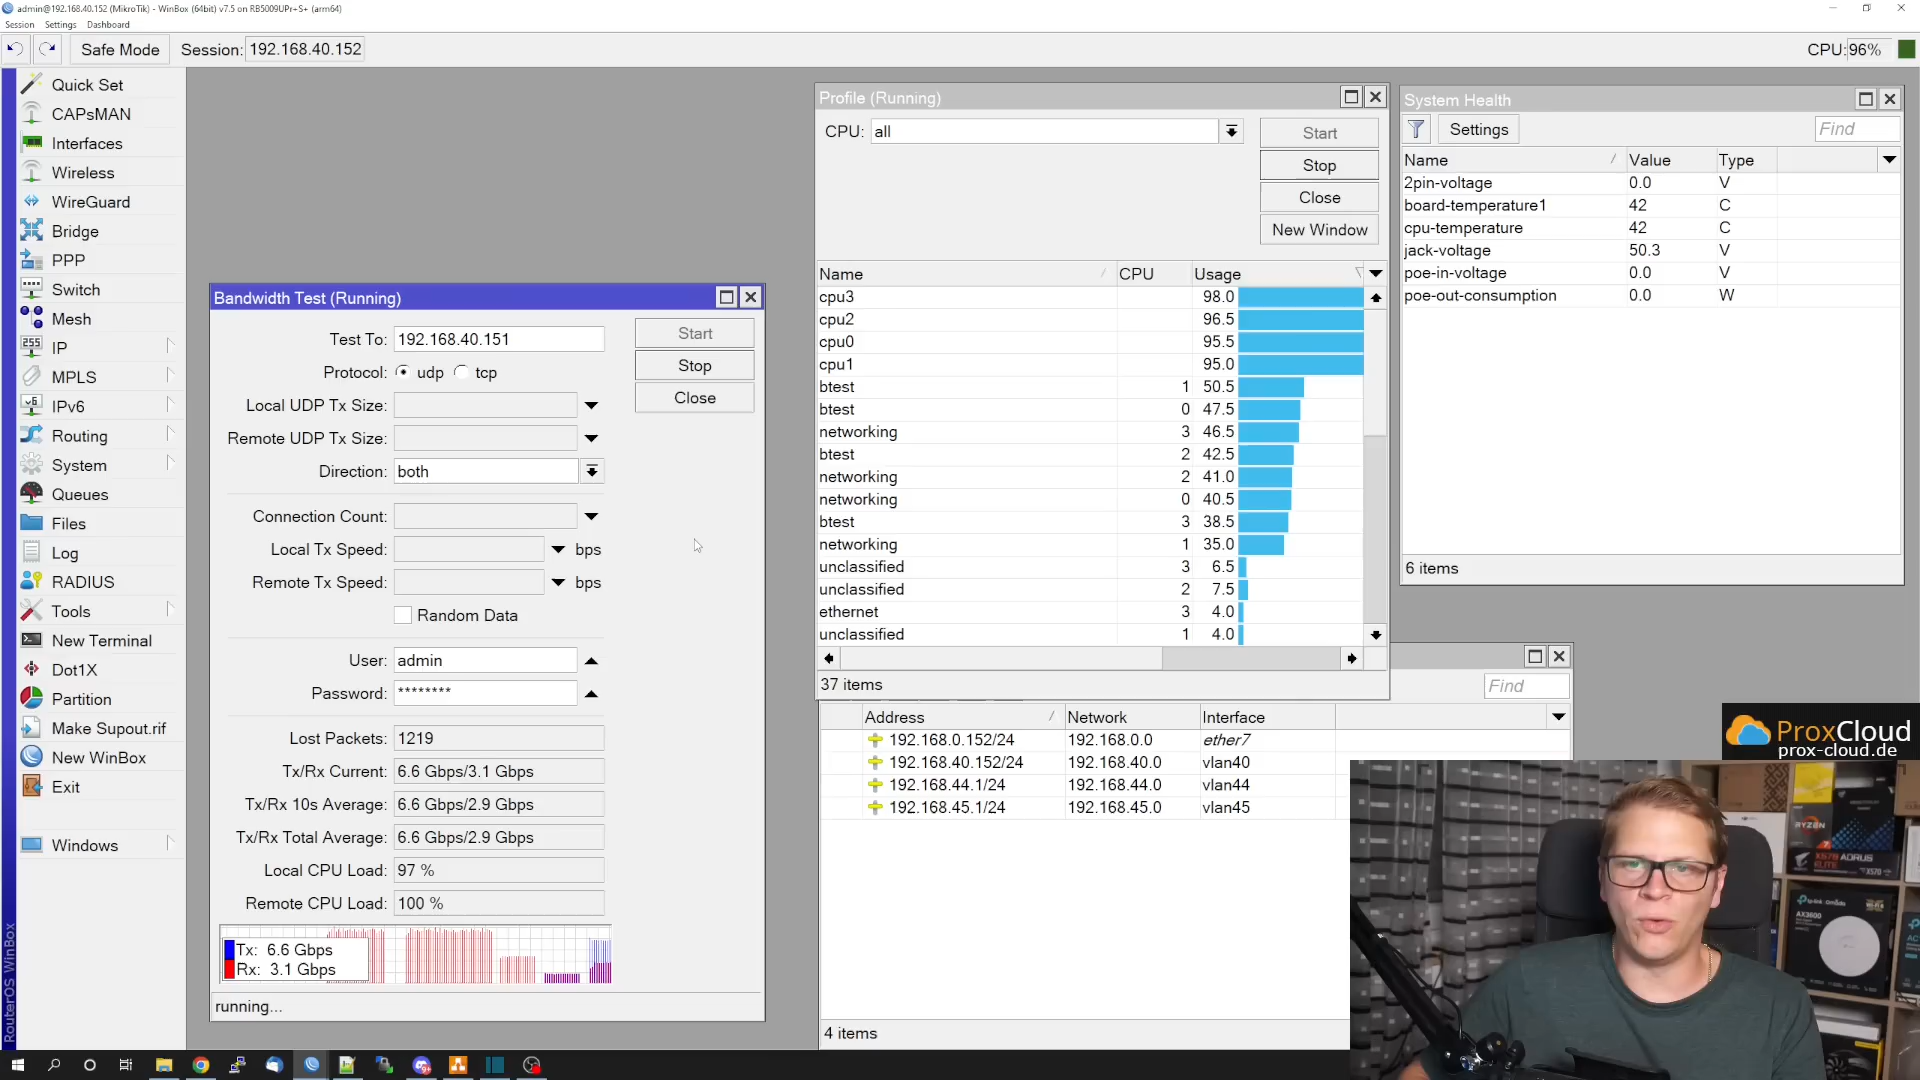 admin@192.168.40.152 (MikroTik) - WinBox (64bit) v7.5 on RB5009UPr+S+ (arm64)
Session Settings Dashboard
Safe Mode Session: 192.168.40.152 CPU: 96%
Quick Set
CAPsMAN
Interfaces
Wireless
WireGuard
Bridge
PPP
Switch
Mesh
IP
MPLS
IPv6
Routing
System
Queues
Files
Log
RADIUS
Tools
New Terminal
Dot1X
Partition
Make Supout.rif
New WinBox
Exit
Windows
RouterOS WinBox
Bandwidth Test (Running)
Test To: 192.168.40.151
Protocol: udp tcp
Local UDP Tx Size:
Remote UDP Tx Size:
Direction: both
Connection Count:
Local Tx Speed: bps
Remote Tx Speed: bps
Random Data
User: admin
Password: ********
Lost Packets: 1219
Tx/Rx Current: 6.6 Gbps/3.1 Gbps
Tx/Rx 10s Average: 6.6 Gbps/2.9 Gbps
Tx/Rx Total Average: 6.6 Gbps/2.9 Gbps
Local CPU Load: 97 %
Remote CPU Load: 100 %
Tx: 6.6 Gbps
Rx: 3.1 Gbps
running...
Start
Stop
Close
Profile (Running)
CPU: all
Start
Stop
Close
New Window
Name CPU Usage
cpu3 98.0
cpu2 96.5
cpu0 95.5
cpu1 95.0
btest 1 50.5
btest 0 47.5
networking 3 46.5
btest 2 42.5
networking 2 41.0
networking 0 40.5
btest 3 38.5
networking 1 35.0
unclassified 3 6.5
unclassified 2 7.5
ethernet 3 4.0
unclassified 1 4.0
37 items
System Health
Settings Find
Name Value Type
2pin-voltage 0.0 V
board-temperature1 42 C
cpu-temperature 42 C
jack-voltage 50.3 V
poe-in-voltage 0.0 V
poe-out-consumption 0.0 W
6 items
Find
Address Network Interface
192.168.0.152/24 192.168.0.0 ether7
192.168.40.152/24 192.168.40.0 vlan40
192.168.44.1/24 192.168.44.0 vlan44
192.168.45.1/24 192.168.45.0 vlan45
4 items
ProxCloud
prox-cloud.de
RYZEN
X570 AORUS
ELITE
X570
tp-link omada
AX3600